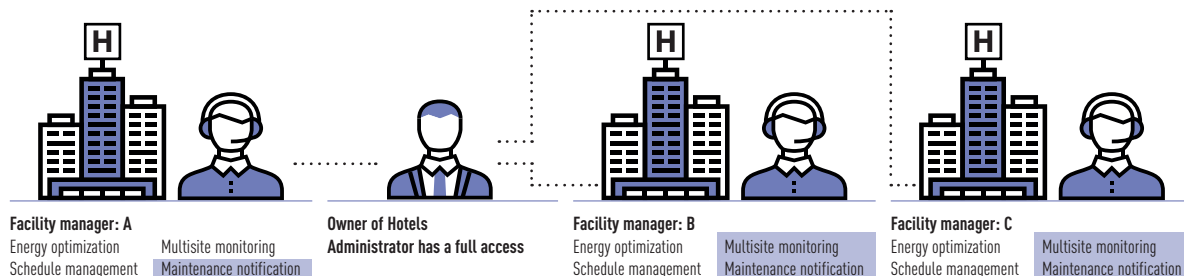 H
H
H
Facility manager: A
Energy optimization Multisite monitoring
Schedule management Maintenance notification
Owner of Hotels
Administrator has a full access
Facility manager: B
Energy optimization Multisite monitoring
Schedule management Maintenance notification
Facility manager: C
Energy optimization Multisite monitoring
Schedule management Maintenance notification